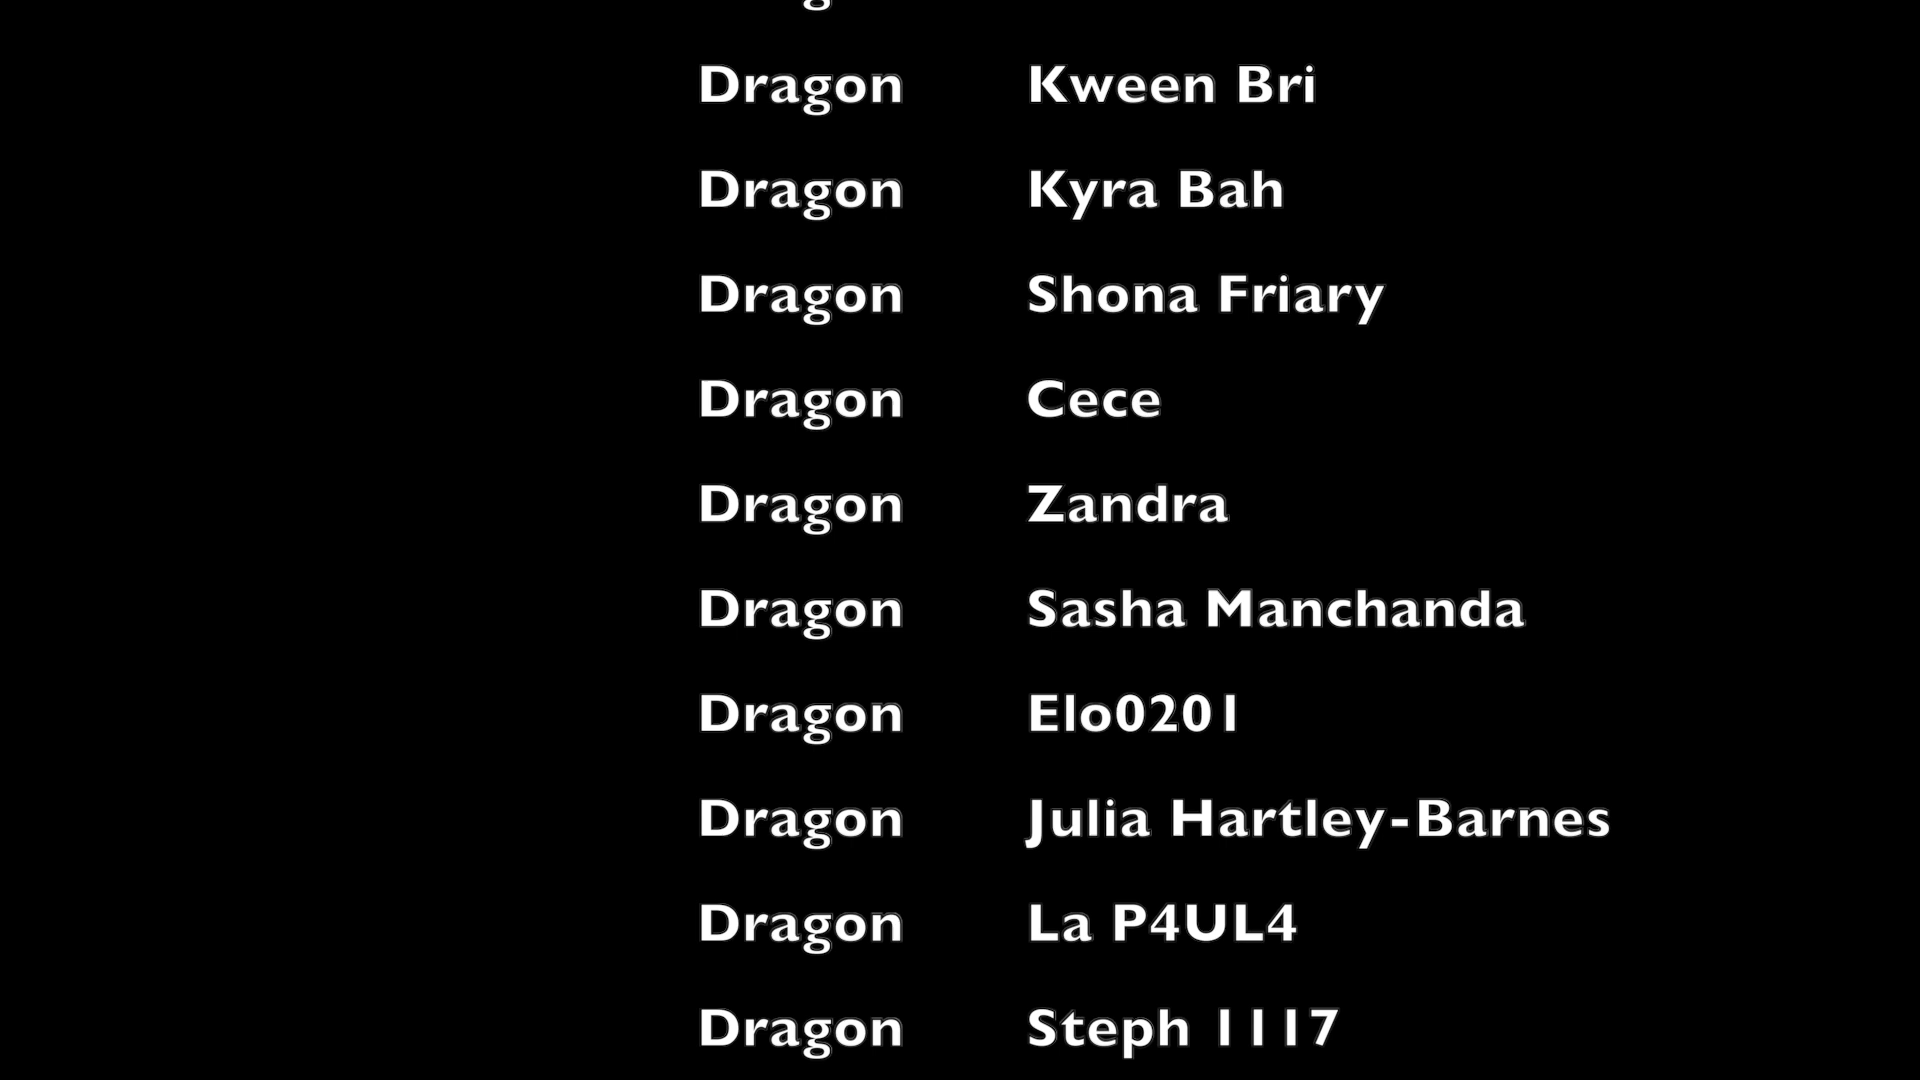 Dragon Kween Bri
Dragon Kyra Bah
Dragon Shona Friary
Dragon Cece
Dragon Zandra
Dragon Sasha Manchanda
Dragon Elo0201
Dragon Julia Hartley-Barnes
Dragon La P4UL4
Dragon Steph 1117